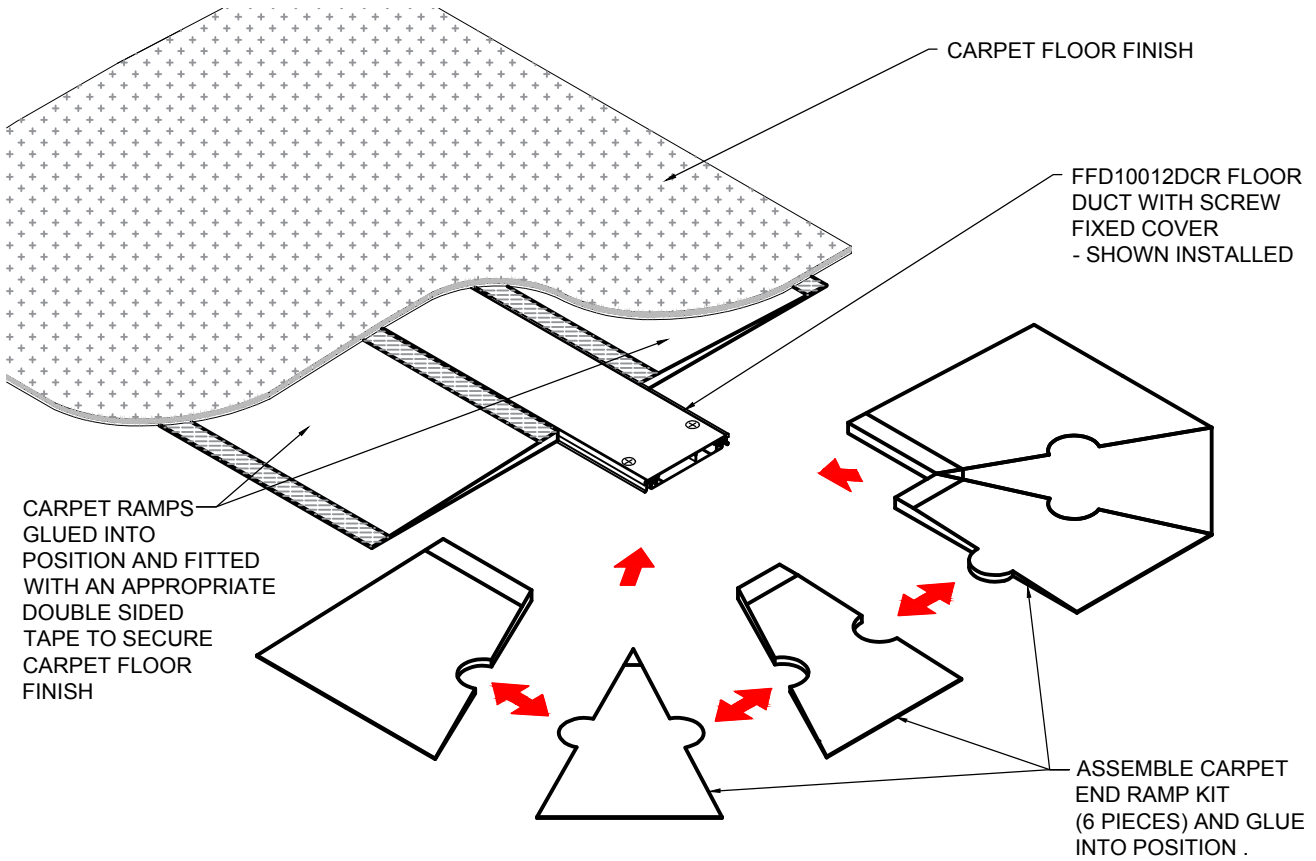 CARPET FLOOR FINISH
FFD10012DCR FLOOR
DUCT WITH SCREW
FIXED COVER
- SHOWN INSTALLED
CARPET RAMPS
GLUED INTO
POSITION AND FITTED
WITH AN APPROPRIATE
DOUBLE SIDED
TAPE TO SECURE
CARPET FLOOR
FINISH
ASSEMBLE CARPET
END RAMP KIT
(6 PIECES) AND GLUE
INTO POSITION .